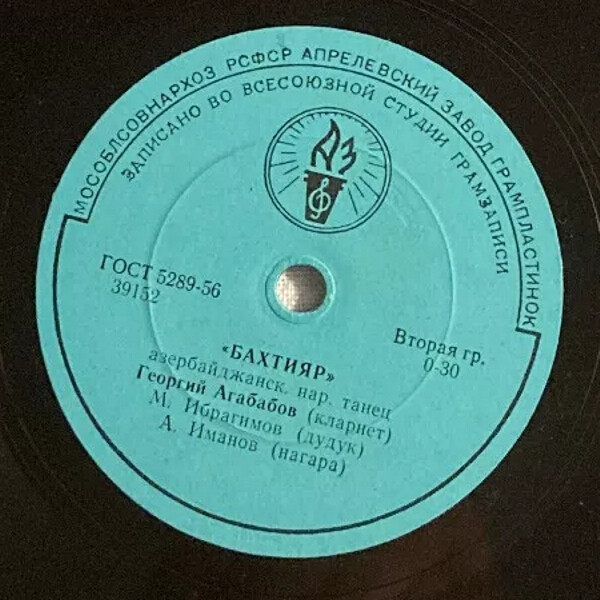 МОСОБЛСОВНАРХОЗ РСФСР АПРЕЛЕВСКИЙ ЗАВОД ГРАМПЛАСТИНОК
ЗАПИСАНО ВО ВСЕСОЮЗНОЙ СТУДИИ ГРАМЗАПИСИ
АЗ
ГОСТ 5289-56
39152
Вторая гр.
0-30
«БАХТИЯР»
азербайджанск. нар. танец
Георгий Агабабов (кларнет)
М. Ибрагимов (дудук)
А. Иманов (нагара)